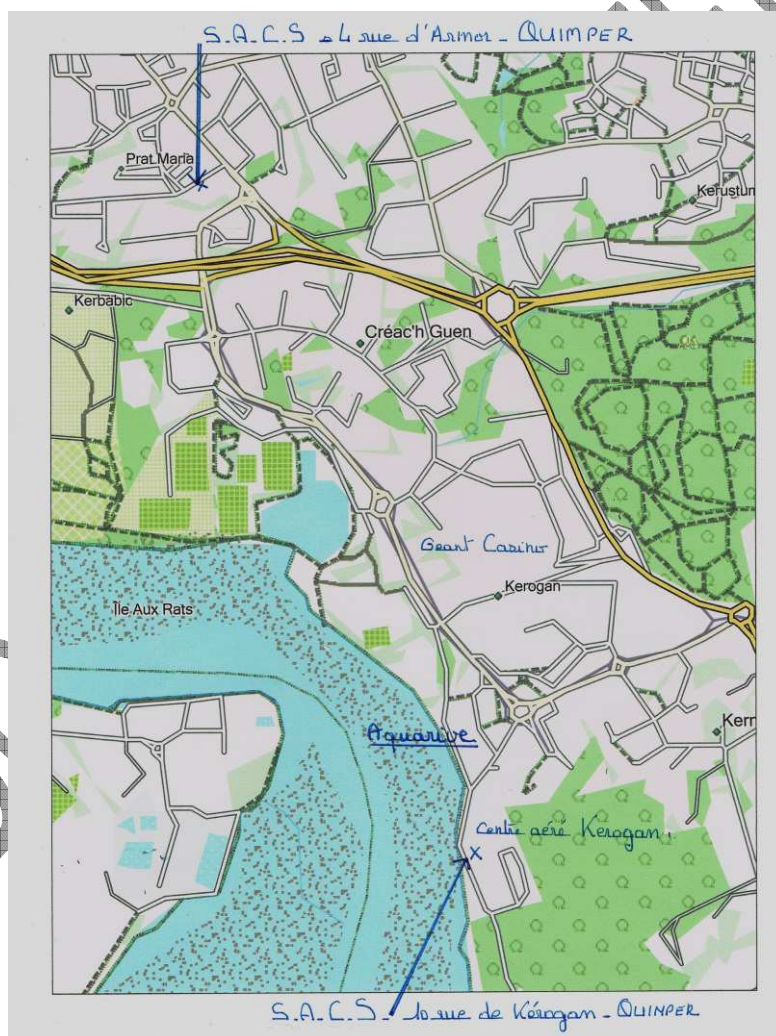 S.A.C.S - 4 rue d'Armor - QUIMPER
Prat Maria
Kerustum
Kerbabic
Créac'h Guen
Geant Casino
Kerogan
Île Aux Rats
Aquarive
Kern
Centre aéré Kerogan
x
S.A.C.S - 10 rue de Kérogan - QUIMPER